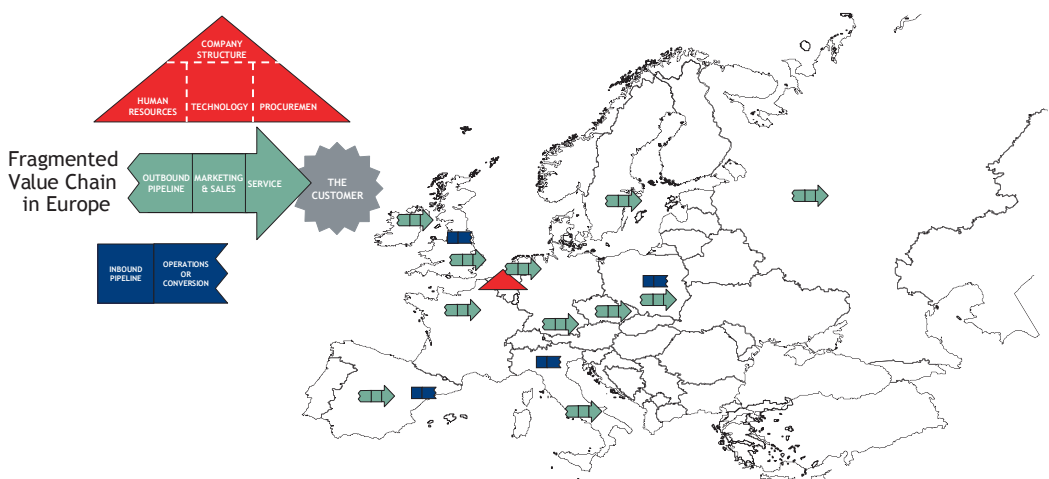 COMPANY
STRUCTURE
HUMAN
RESOURCES
TECHNOLOGY
PROCUREMEN
Fragmented
Value Chain
in Europe
OUTBOUND
PIPELINE
MARKETING
& SALES
SERVICE
THE
CUSTOMER
INBOUND
PIPELINE
OPERATIONS
OR
CONVERSION